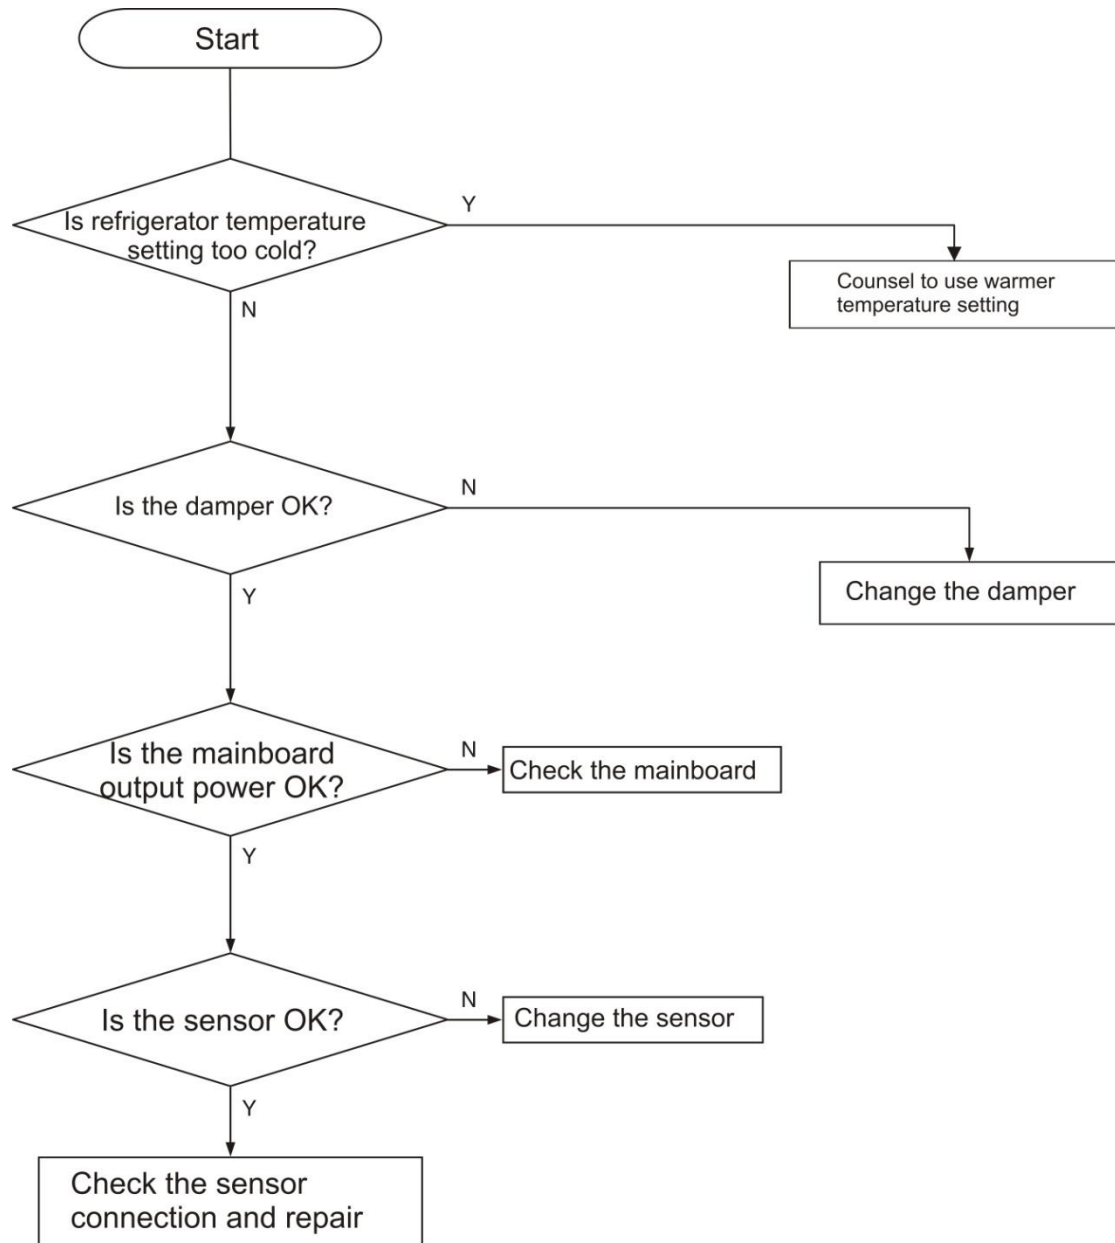 Start
Is refrigerator temperature
setting too cold?
Y
Counsel to use warmer
temperature setting
N
Is the damper OK?
N
Change the damper
Y
Is the mainboard
output power OK?
N
Check the mainboard
Y
Is the sensor OK?
N
Change the sensor
Y
Check the sensor
connection and repair